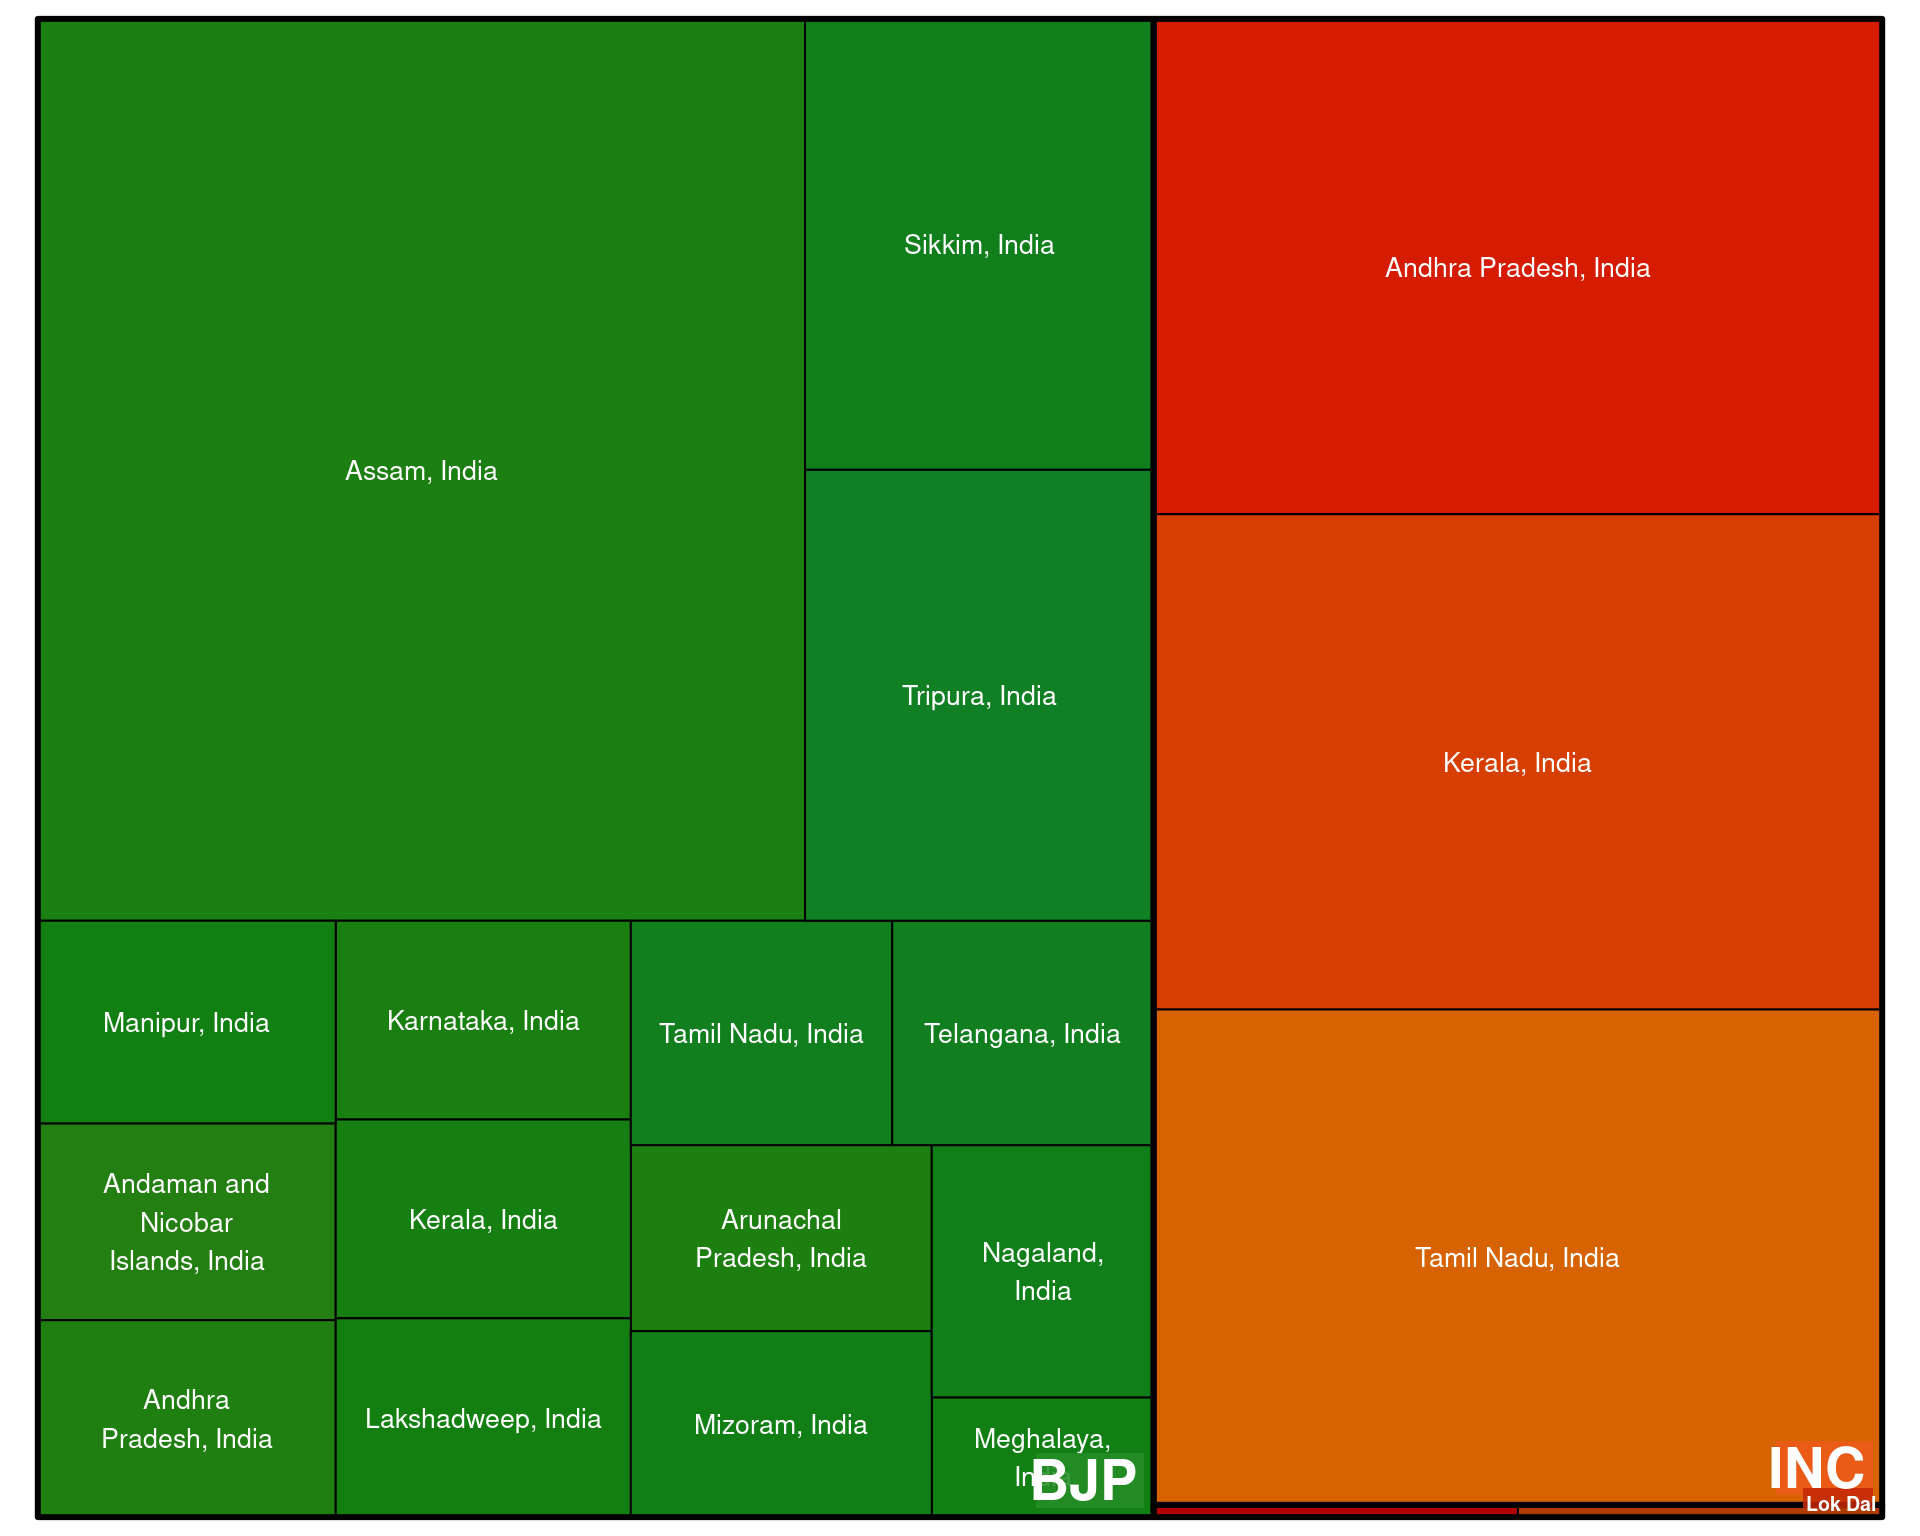 Assam, India
Sikkim, India
Tripura, India
Manipur, India
Karnataka, India
Tamil Nadu, India
Telangana, India
Andaman and
Nicobar
Islands, India
Kerala, India
Arunachal
Pradesh, India
Nagaland,
India
Andhra
Pradesh, India
Lakshadweep, India
Mizoram, India
Meghalaya,
India
BJP
Andhra Pradesh, India
Kerala, India
Tamil Nadu, India
INC
Lok Dal